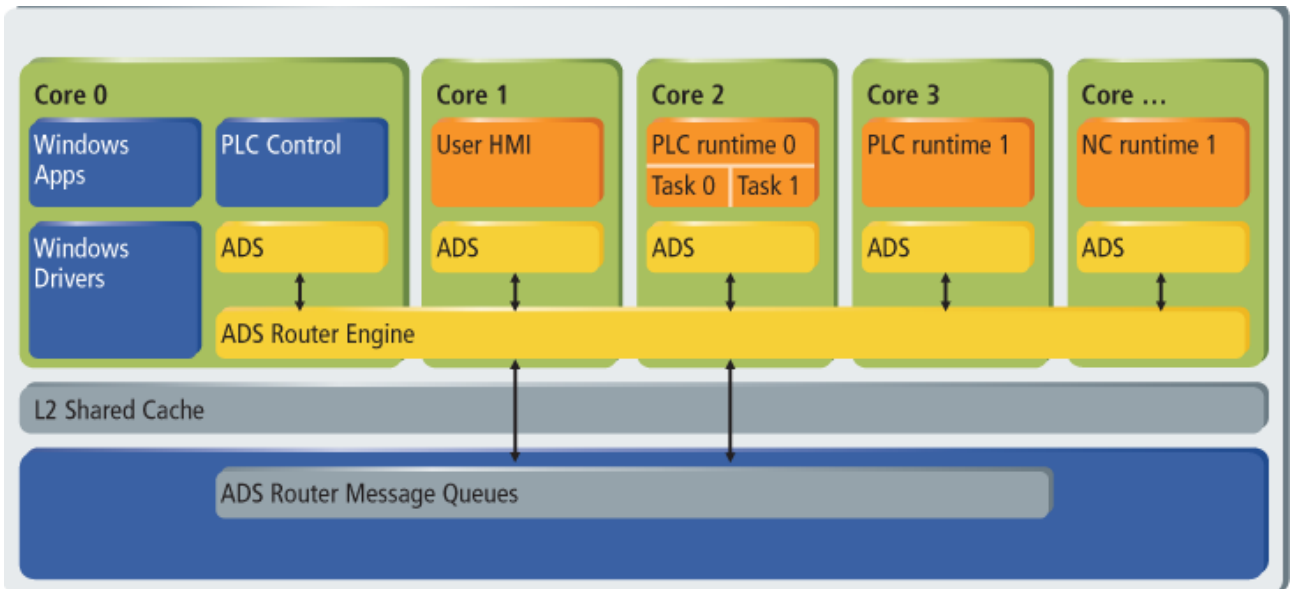 Core 0
Windows
Apps
PLC Control
Windows
Drivers
ADS
Core 1
User HMI
ADS
Core 2
PLC runtime 0
Task 0
Task 1
ADS
Core 3
PLC runtime 1
ADS
Core ...
NC runtime 1
ADS
ADS Router Engine
L2 Shared Cache
ADS Router Message Queues